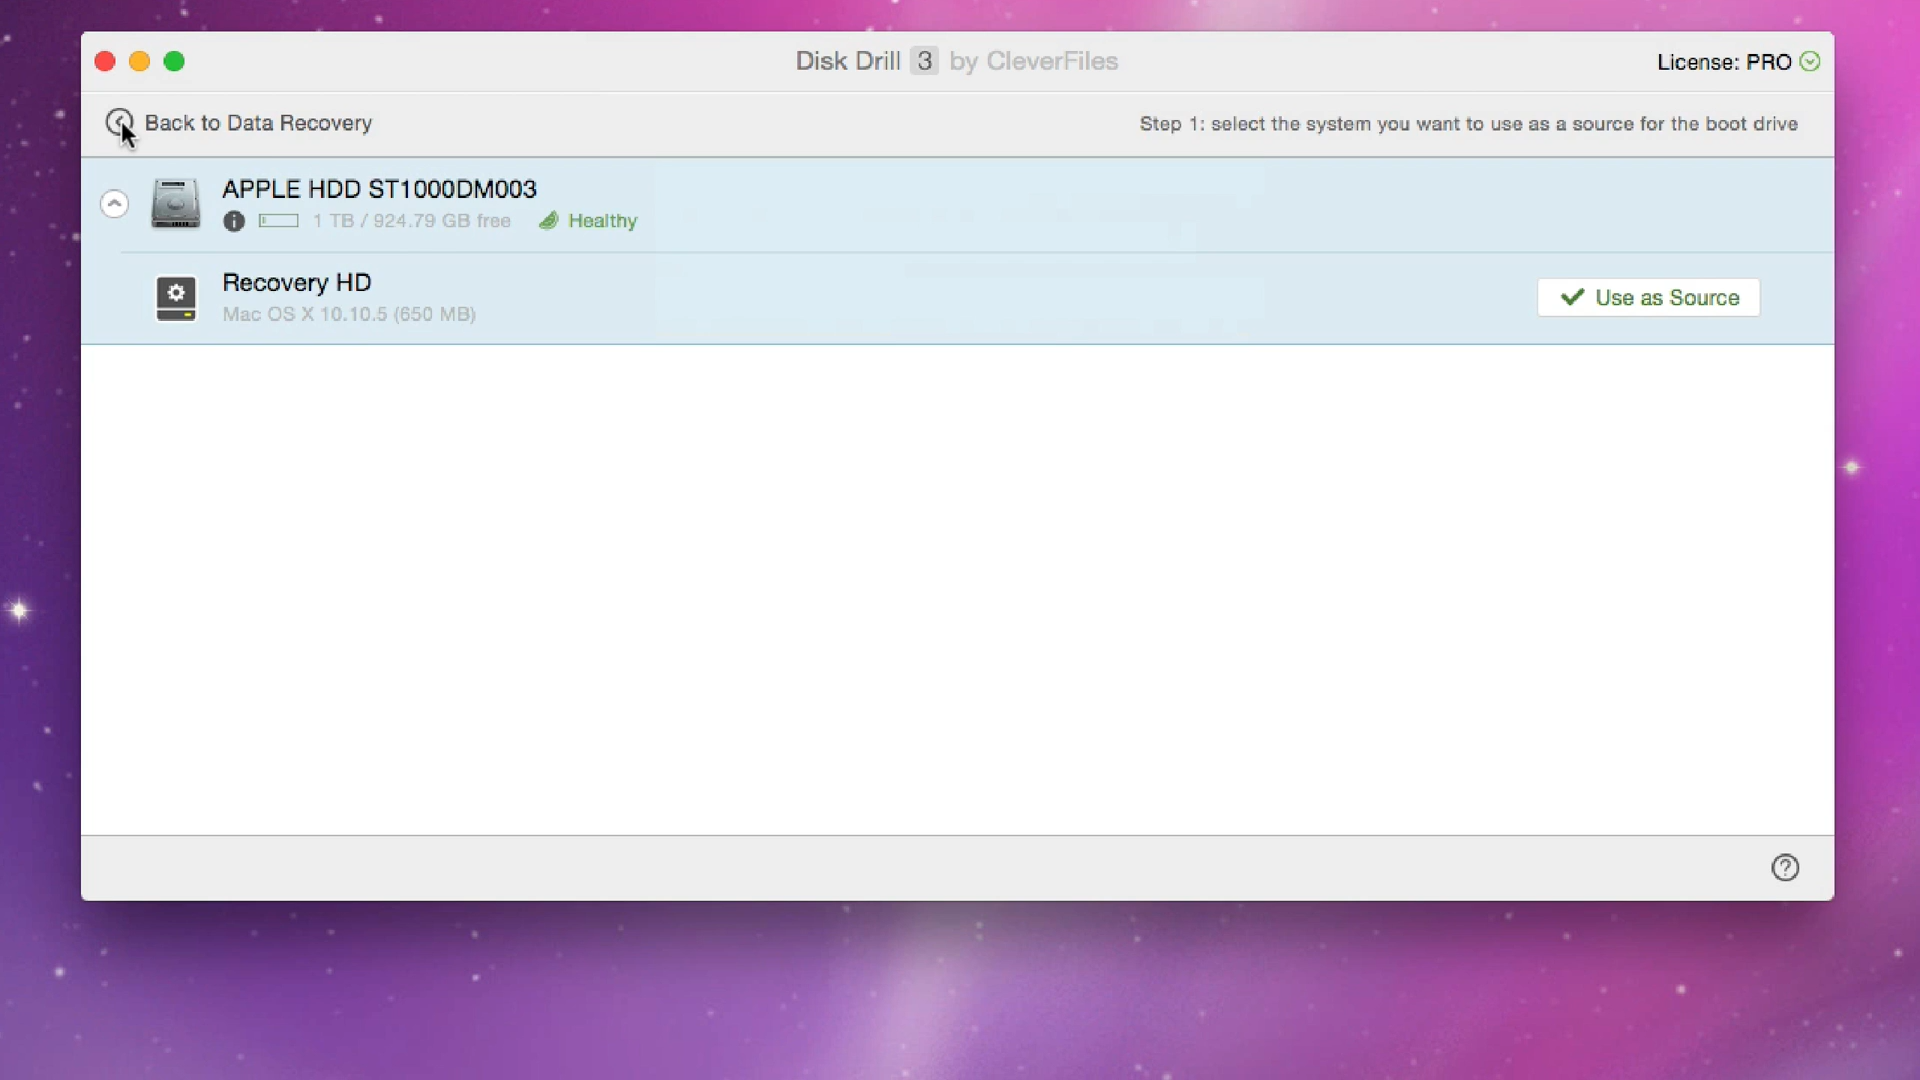 Disk Drill 3 by CleverFiles
License: PRO
Back to Data Recovery
Step 1: select the system you want to use as a source for the boot drive
APPLE HDD ST1000DM003
1 TB / 924.79 GB free
Healthy
Recovery HD
Mac OS X 10.10.5 (650 MB)
Use as Source